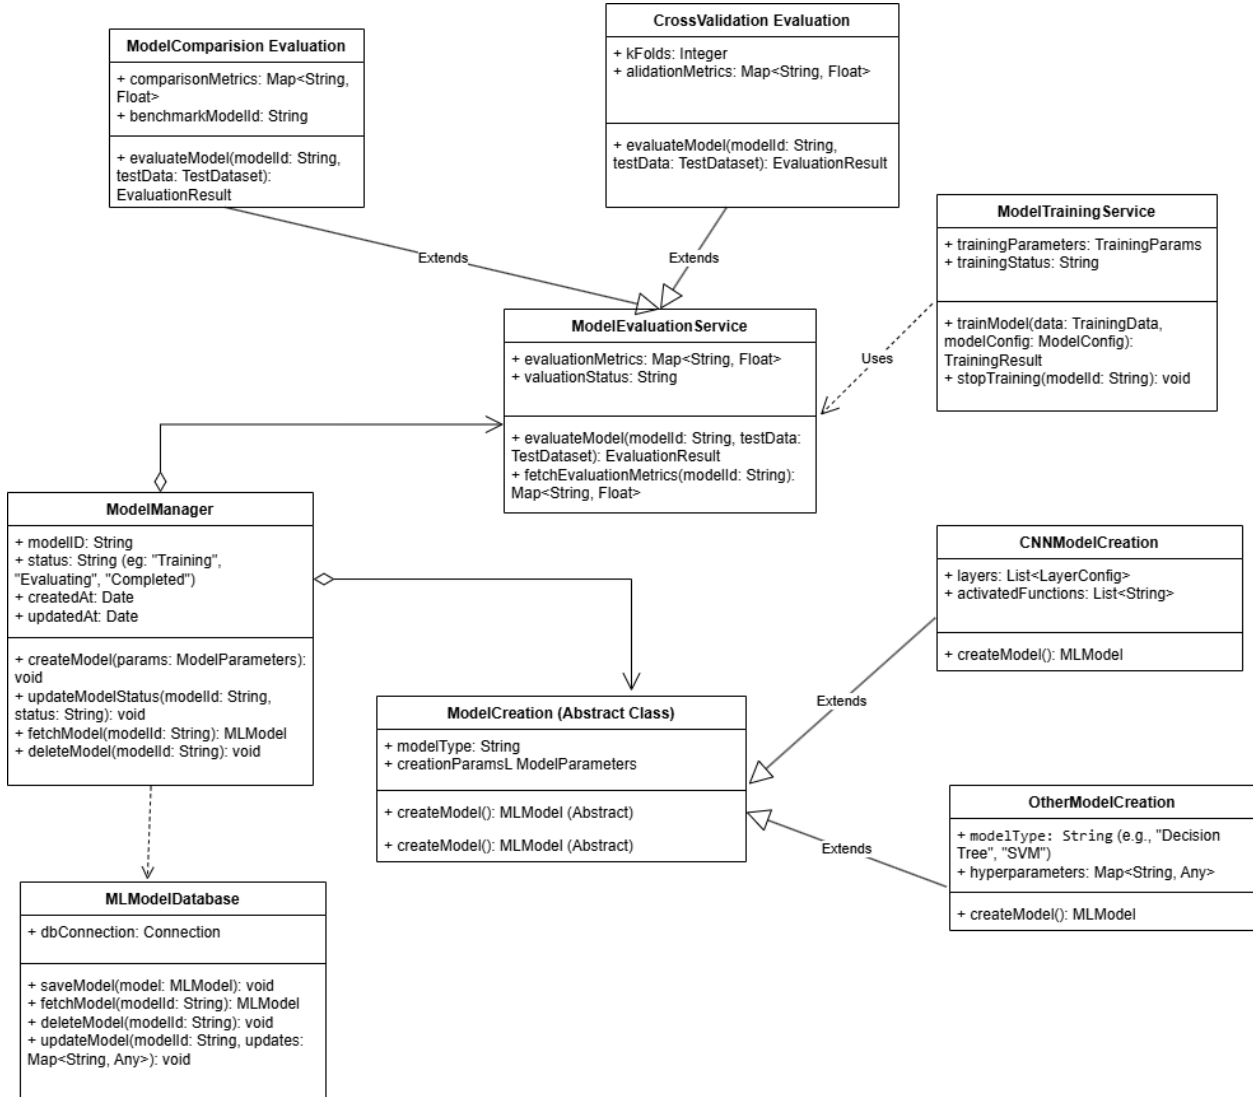 ModelComparision Evaluation
+ comparisonMetrics: Map<String,
Float>
+ benchmarkModelId: String
+ evaluateModel(modelId: String,
testData: TestDataset):
EvaluationResult
CrossValidation Evaluation
+ kFolds: Integer
+ alidationMetrics: Map<String, Float>
+ evaluateModel(modelId: String,
testData: TestDataset): EvaluationResult
Extends
Extends
ModelTrainingService
+ trainingParameters: TrainingParams
+ trainingStatus: String
+ trainModel(data: TrainingData,
modelConfig: ModelConfig):
TrainingResult
+ stopTraining(modelId: String): void
Uses
ModelEvaluationService
+ evaluationMetrics: Map<String, Float>
+ valuationStatus: String
+ evaluateModel(modelId: String, testData:
TestDataset): EvaluationResult
+ fetchEvaluationMetrics(modelId: String):
Map<String, Float>
ModelManager
+ modelID: String
+ status: String (eg: "Training",
"Evaluating", "Completed")
+ createdAt: Date
+ updatedAt: Date
+ createModel(params: ModelParameters):
void
+ updateModelStatus(modelId: String,
status: String): void
+ fetchModel(modelId: String): MLModel
+ deleteModel(modelId: String): void
CNNModelCreation
+ layers: List<LayerConfig>
+ activatedFunctions: List<String>
+ createModel(): MLModel
Extends
ModelCreation (Abstract Class)
+ modelType: String
+ creationParamsL ModelParameters
+ createModel(): MLModel (Abstract)
+ createModel(): MLModel (Abstract)
Extends
OtherModelCreation
+ modelType: String (e.g., "Decision
Tree", "SVM")
+ hyperparameters: Map<String, Any>
+ createModel(): MLModel
MLModelDatabase
+ dbConnection: Connection
+ saveModel(model: MLModel): void
+ fetchModel(modelId: String): MLModel
+ deleteModel(modelId: String): void
+ updateModel(modelId: String, updates:
Map<String, Any>): void